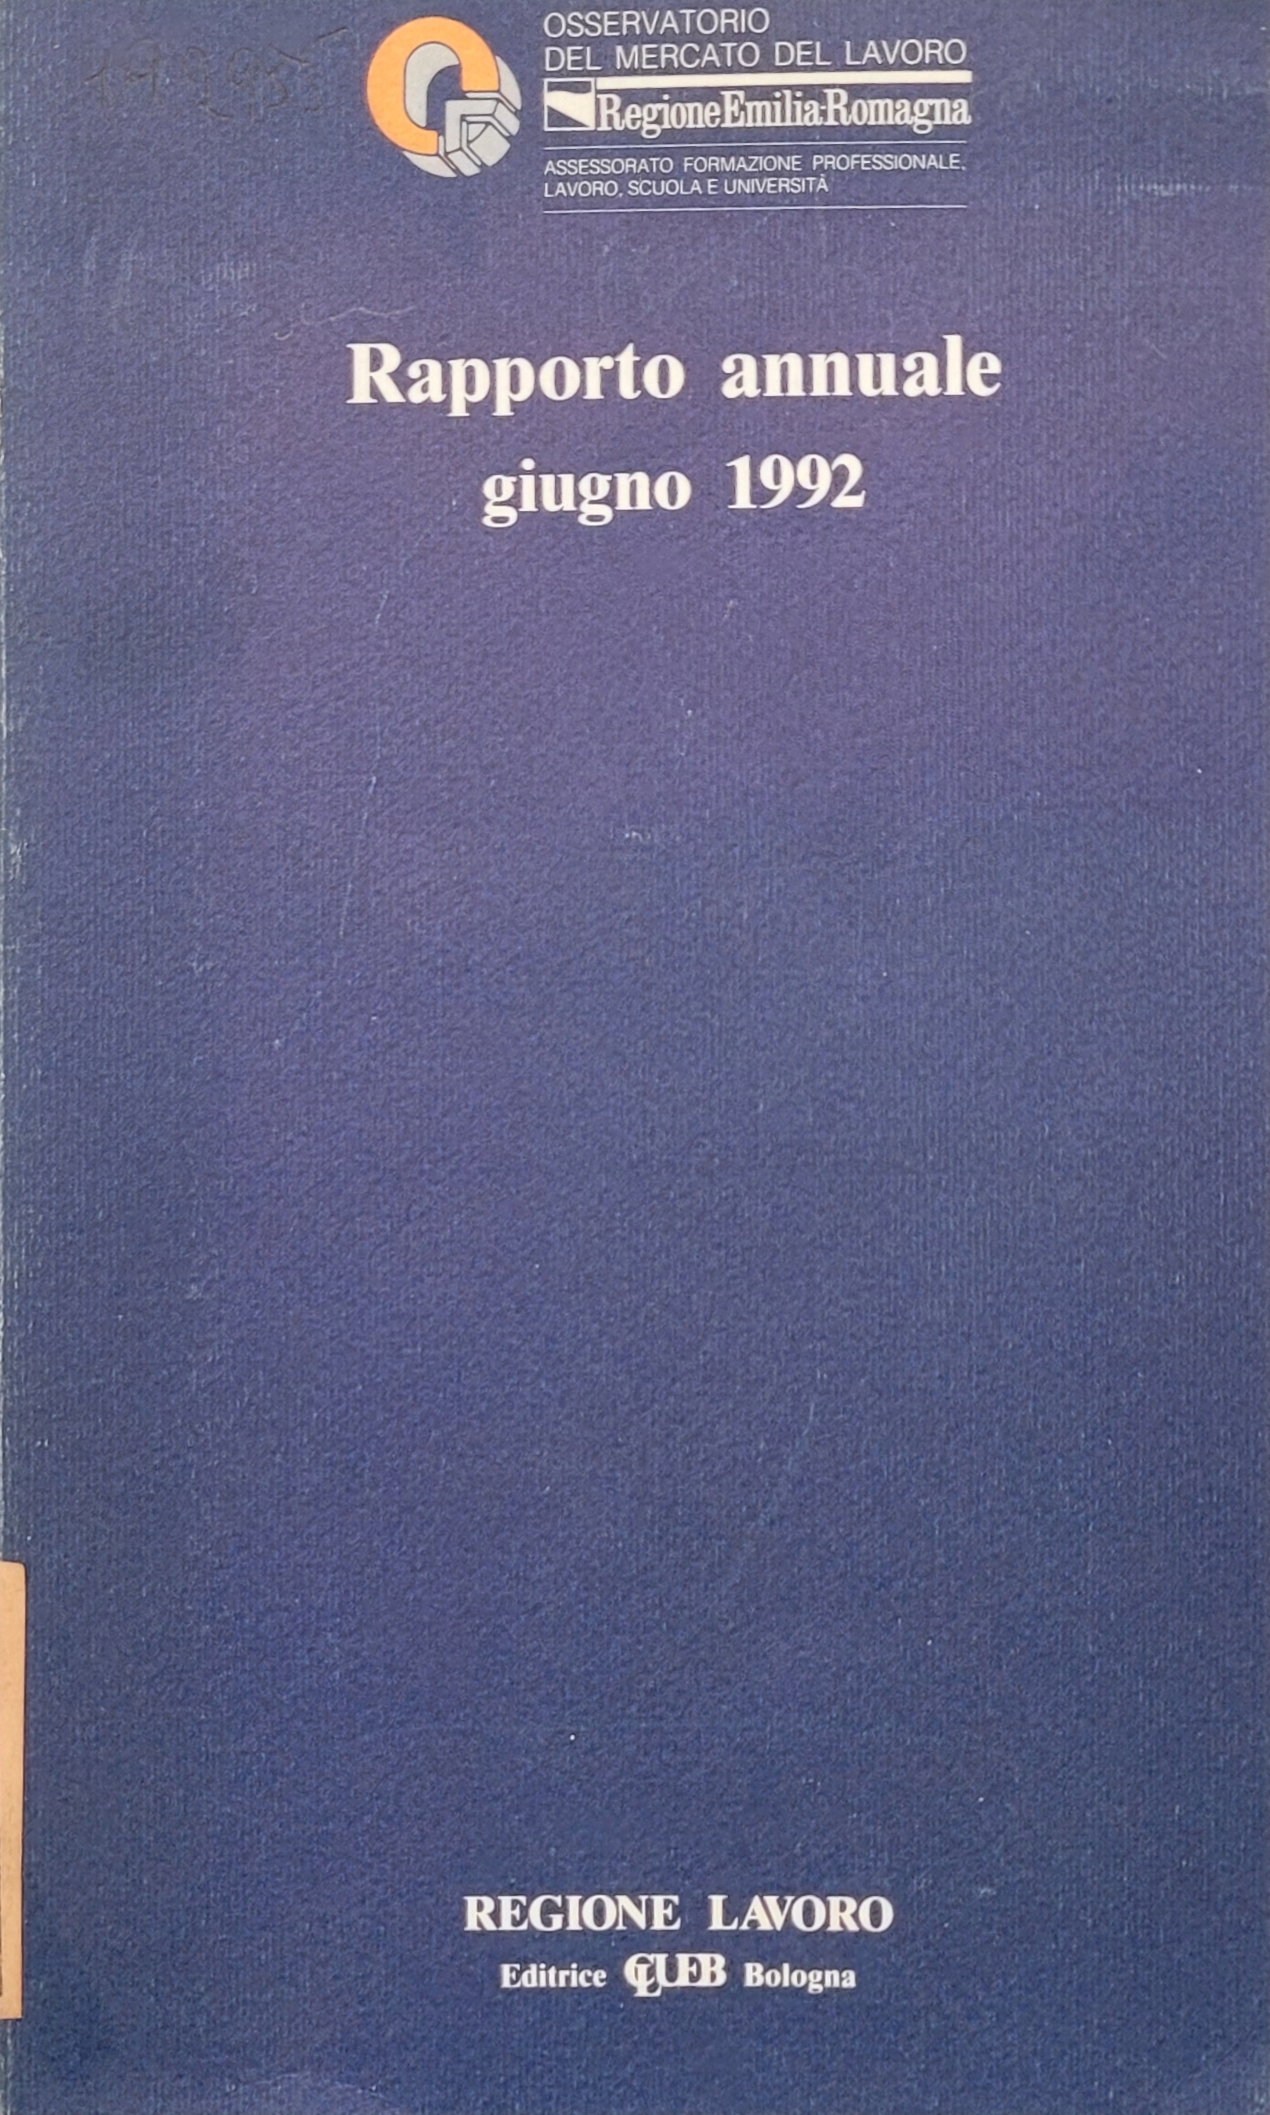 OSSERVATORIO
DEL MERCATO DEL LAVORO
RegioneEmilia-Romagna
ASSESSORATO FORMAZIONE PROFESSIONALE,
LAVORO, SCUOLA E UNIVERSITÀ
Rapporto annuale
giugno 1992
REGIONE LAVORO
Editrice CLUEB Bologna